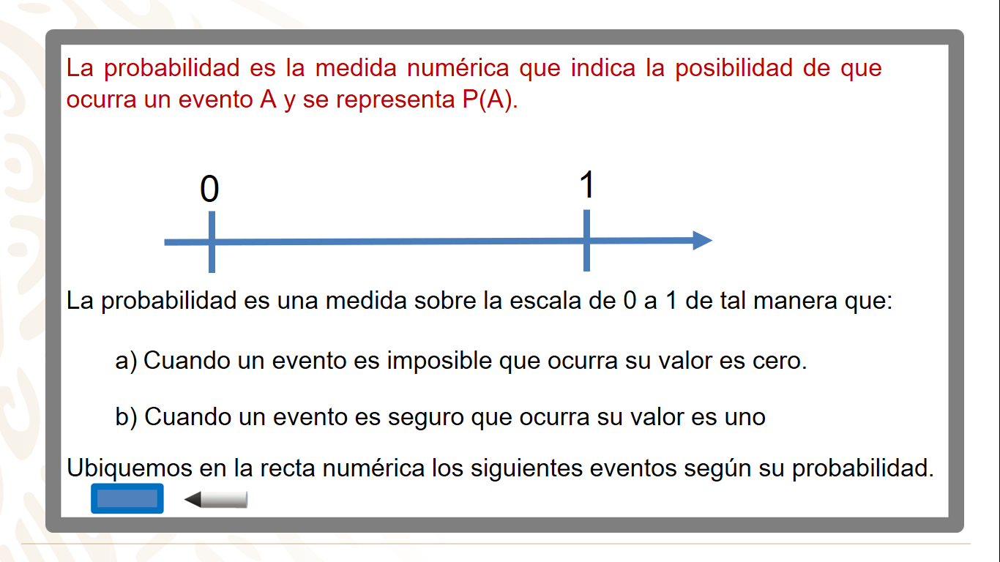 La probabilidad es la medida numérica que indica la posibilidad de que
ocurra un evento A y se representa P(A).
0 1
La probabilidad es una medida sobre la escala de 0 a 1 de tal manera que:
a) Cuando un evento es imposible que ocurra su valor es cero.
b) Cuando un evento es seguro que ocurra su valor es uno
Ubiquemos en la recta numérica los siguientes eventos según su probabilidad.